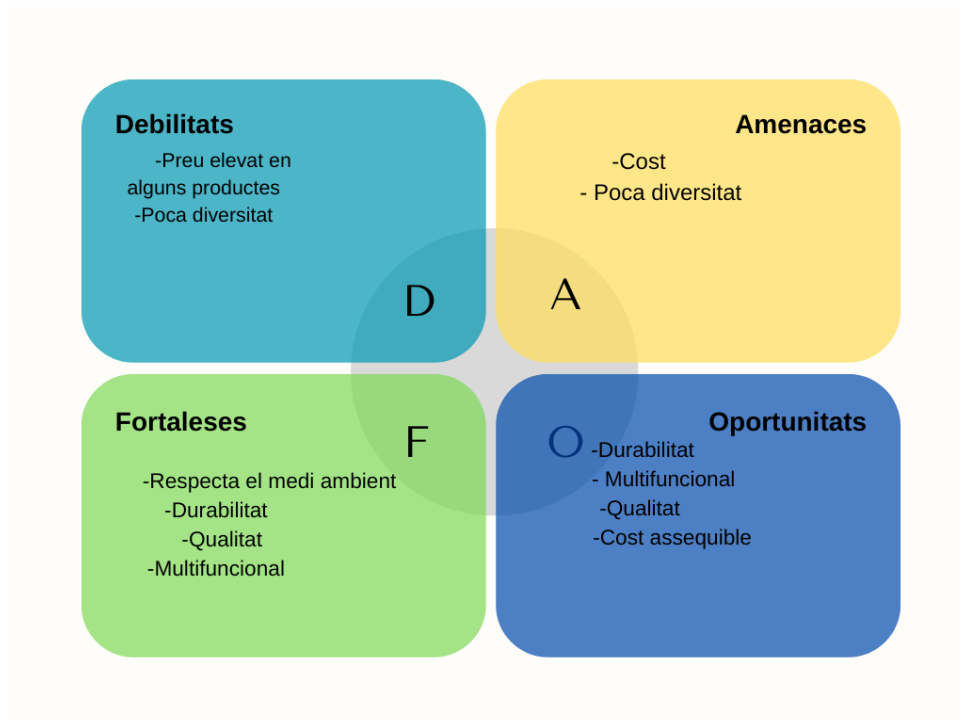 Debilitats
-Preu elevat en
alguns productes
-Poca diversitat
D
Amenaces
-Cost
- Poca diversitat
A
Fortaleses
F
-Respecta el medi ambient
-Durabilitat
-Qualitat
-Multifuncional
Oportunitats
O
-Durabilitat
- Multifuncional
-Qualitat
-Cost assequible